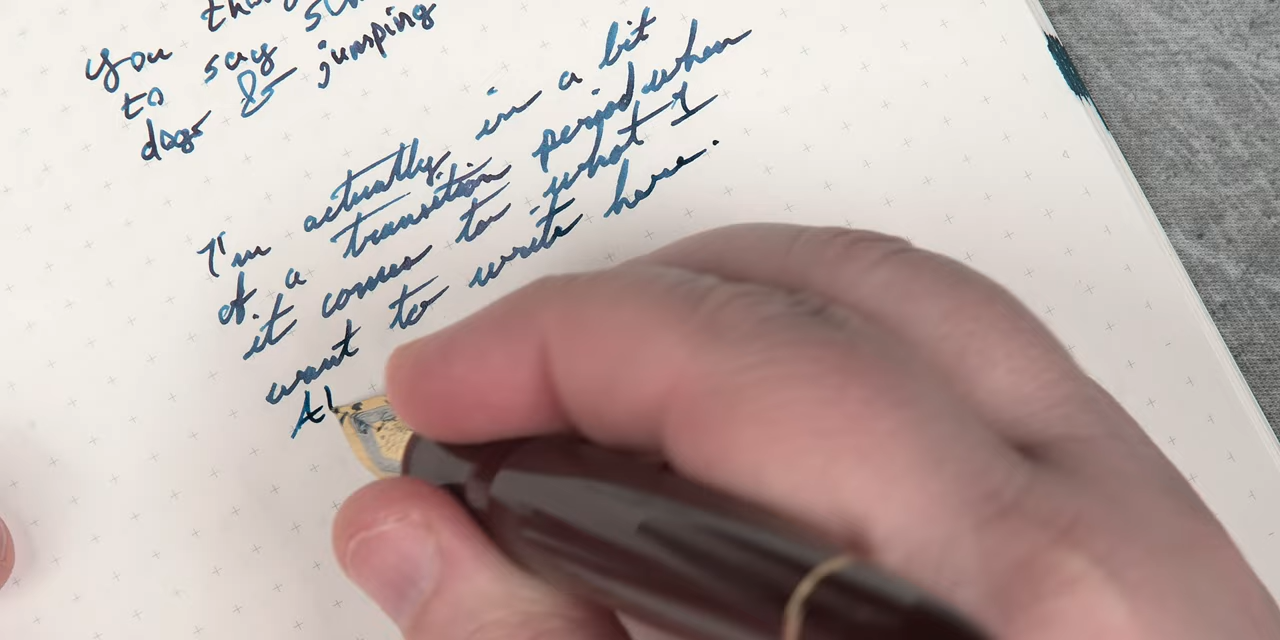 you
to say
dogs & jumping
I'm actually in a bit
of a transition period when
it comes to what I
want to write here.
Al